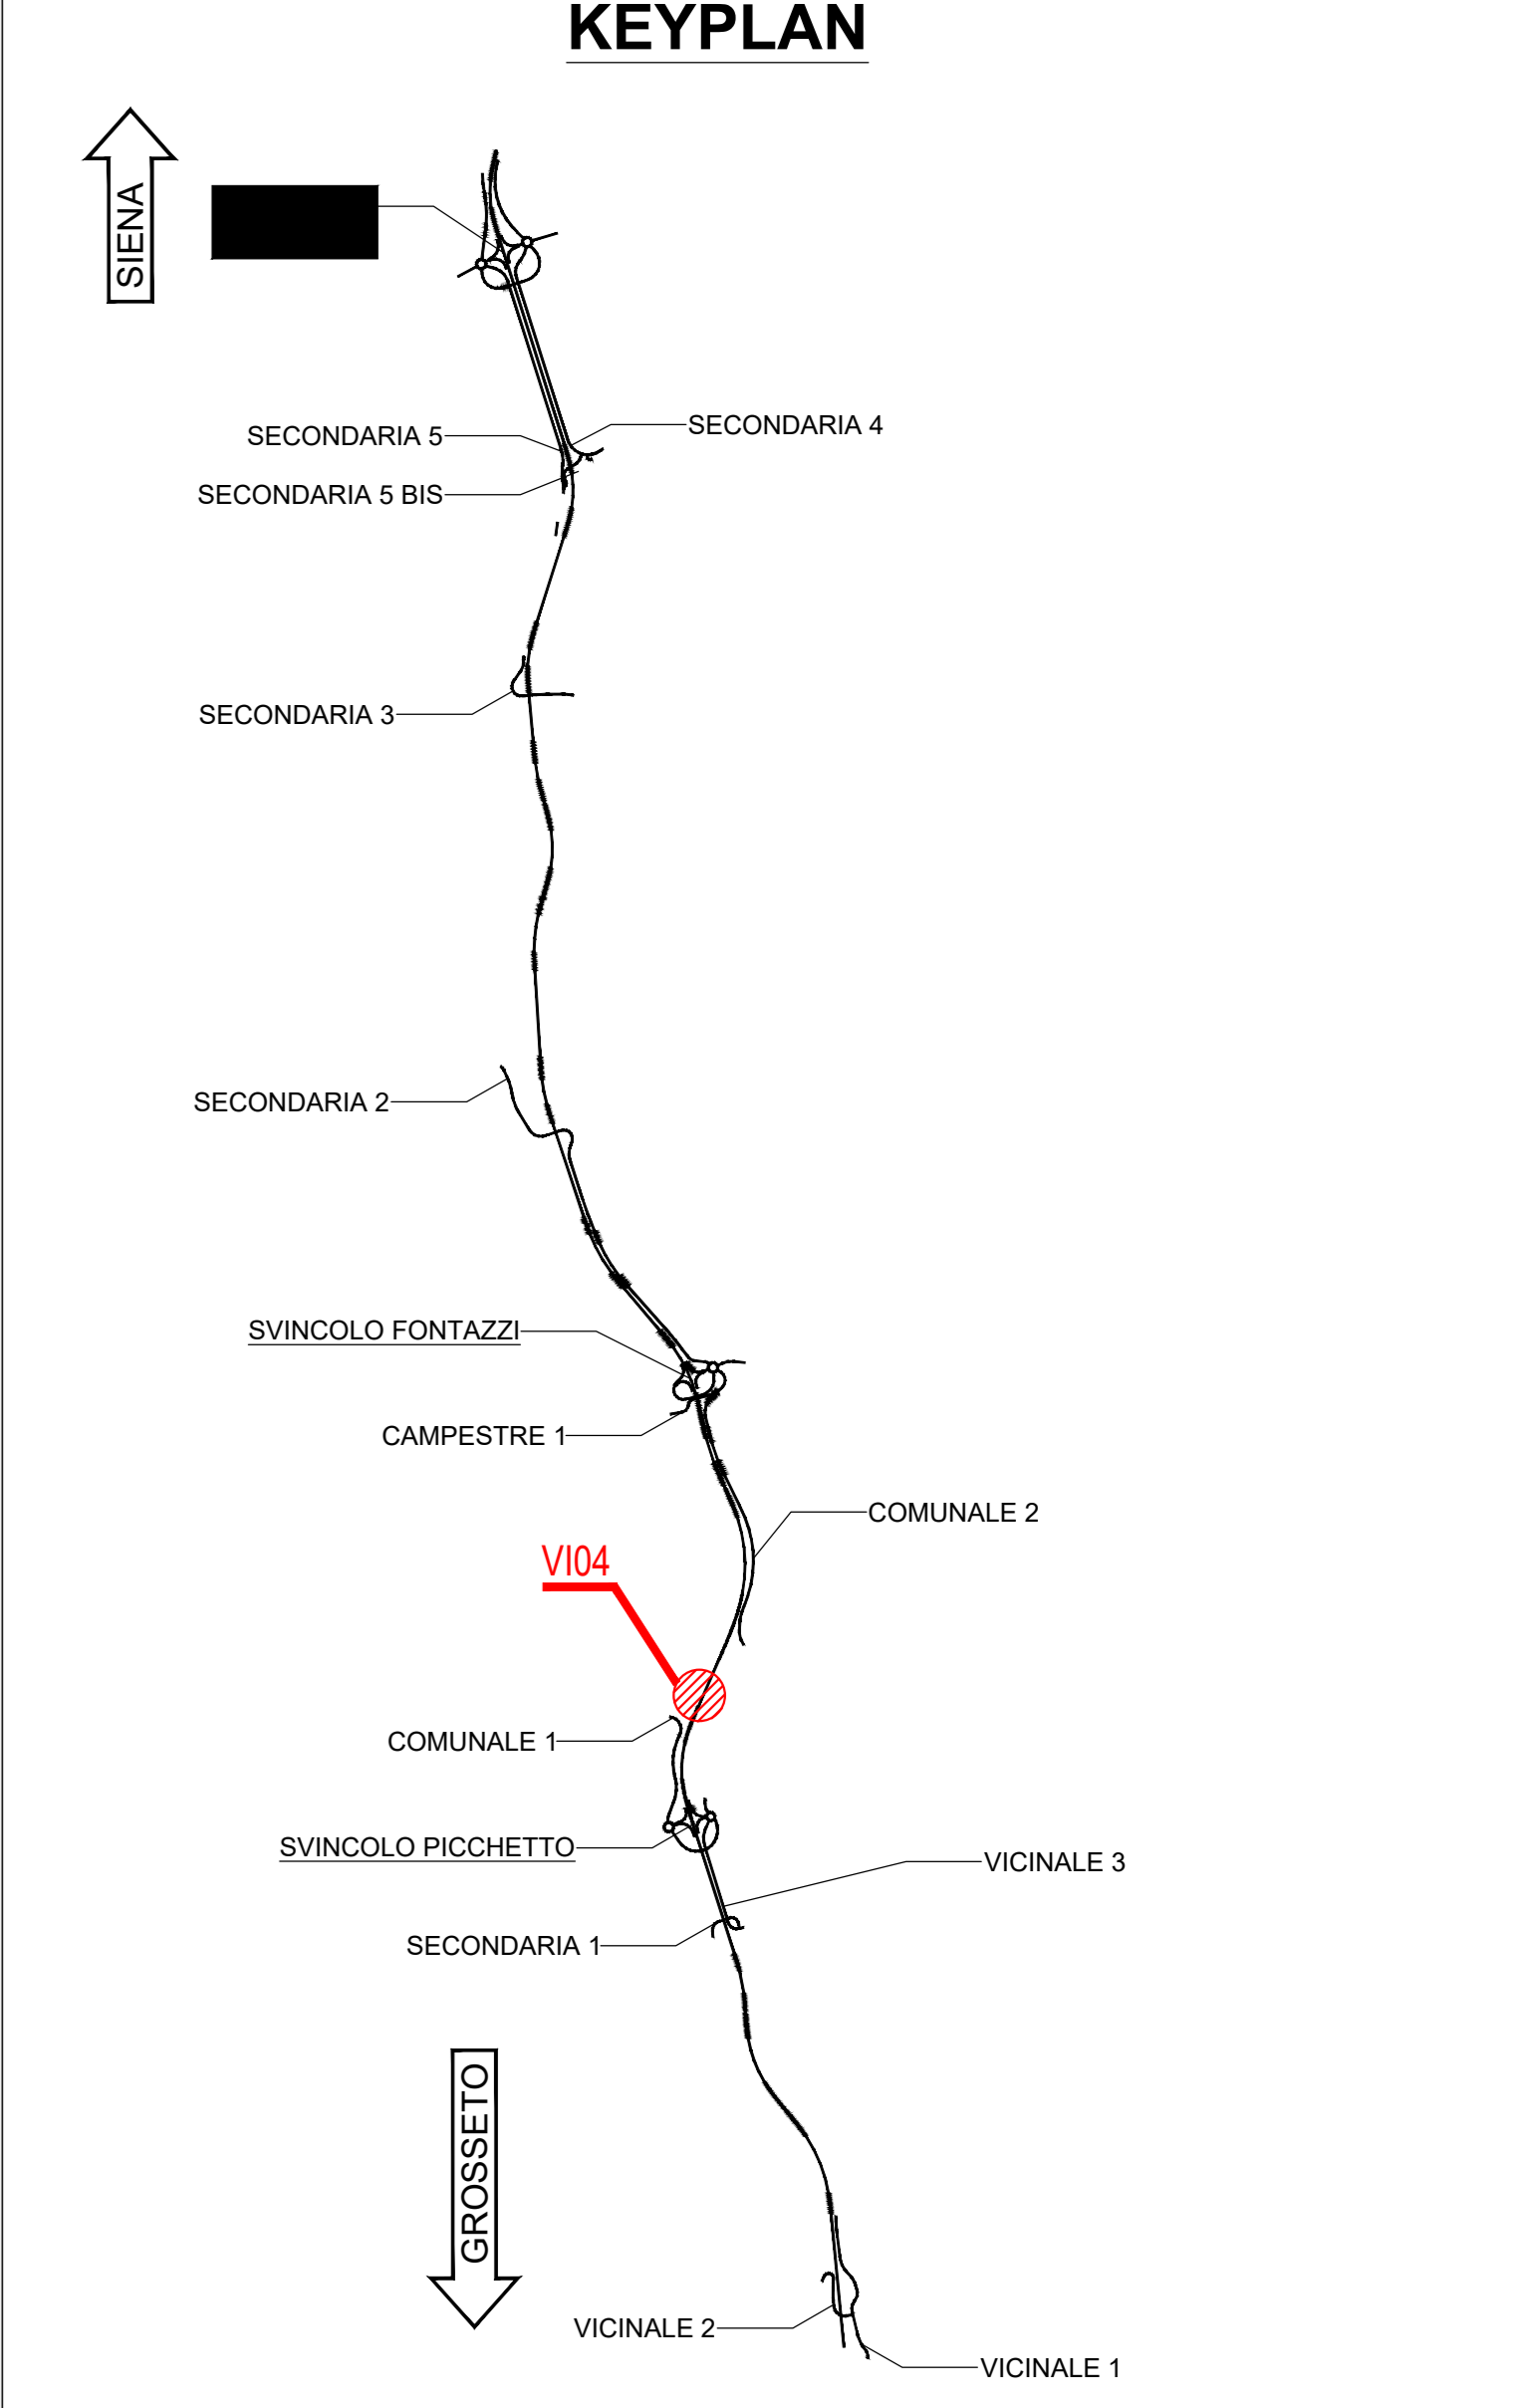 KEYPLAN
SIENA
SECONDARIA 4
SECONDARIA 5
SECONDARIA 5 BIS
SECONDARIA 3
SECONDARIA 2
SVINCOLO FONTAZZI
CAMPESTRE 1
COMUNALE 2
VI04
COMUNALE 1
SVINCOLO PICCHETTO
VICINALE 3
SECONDARIA 1
GROSSETO
VICINALE 2
VICINALE 1